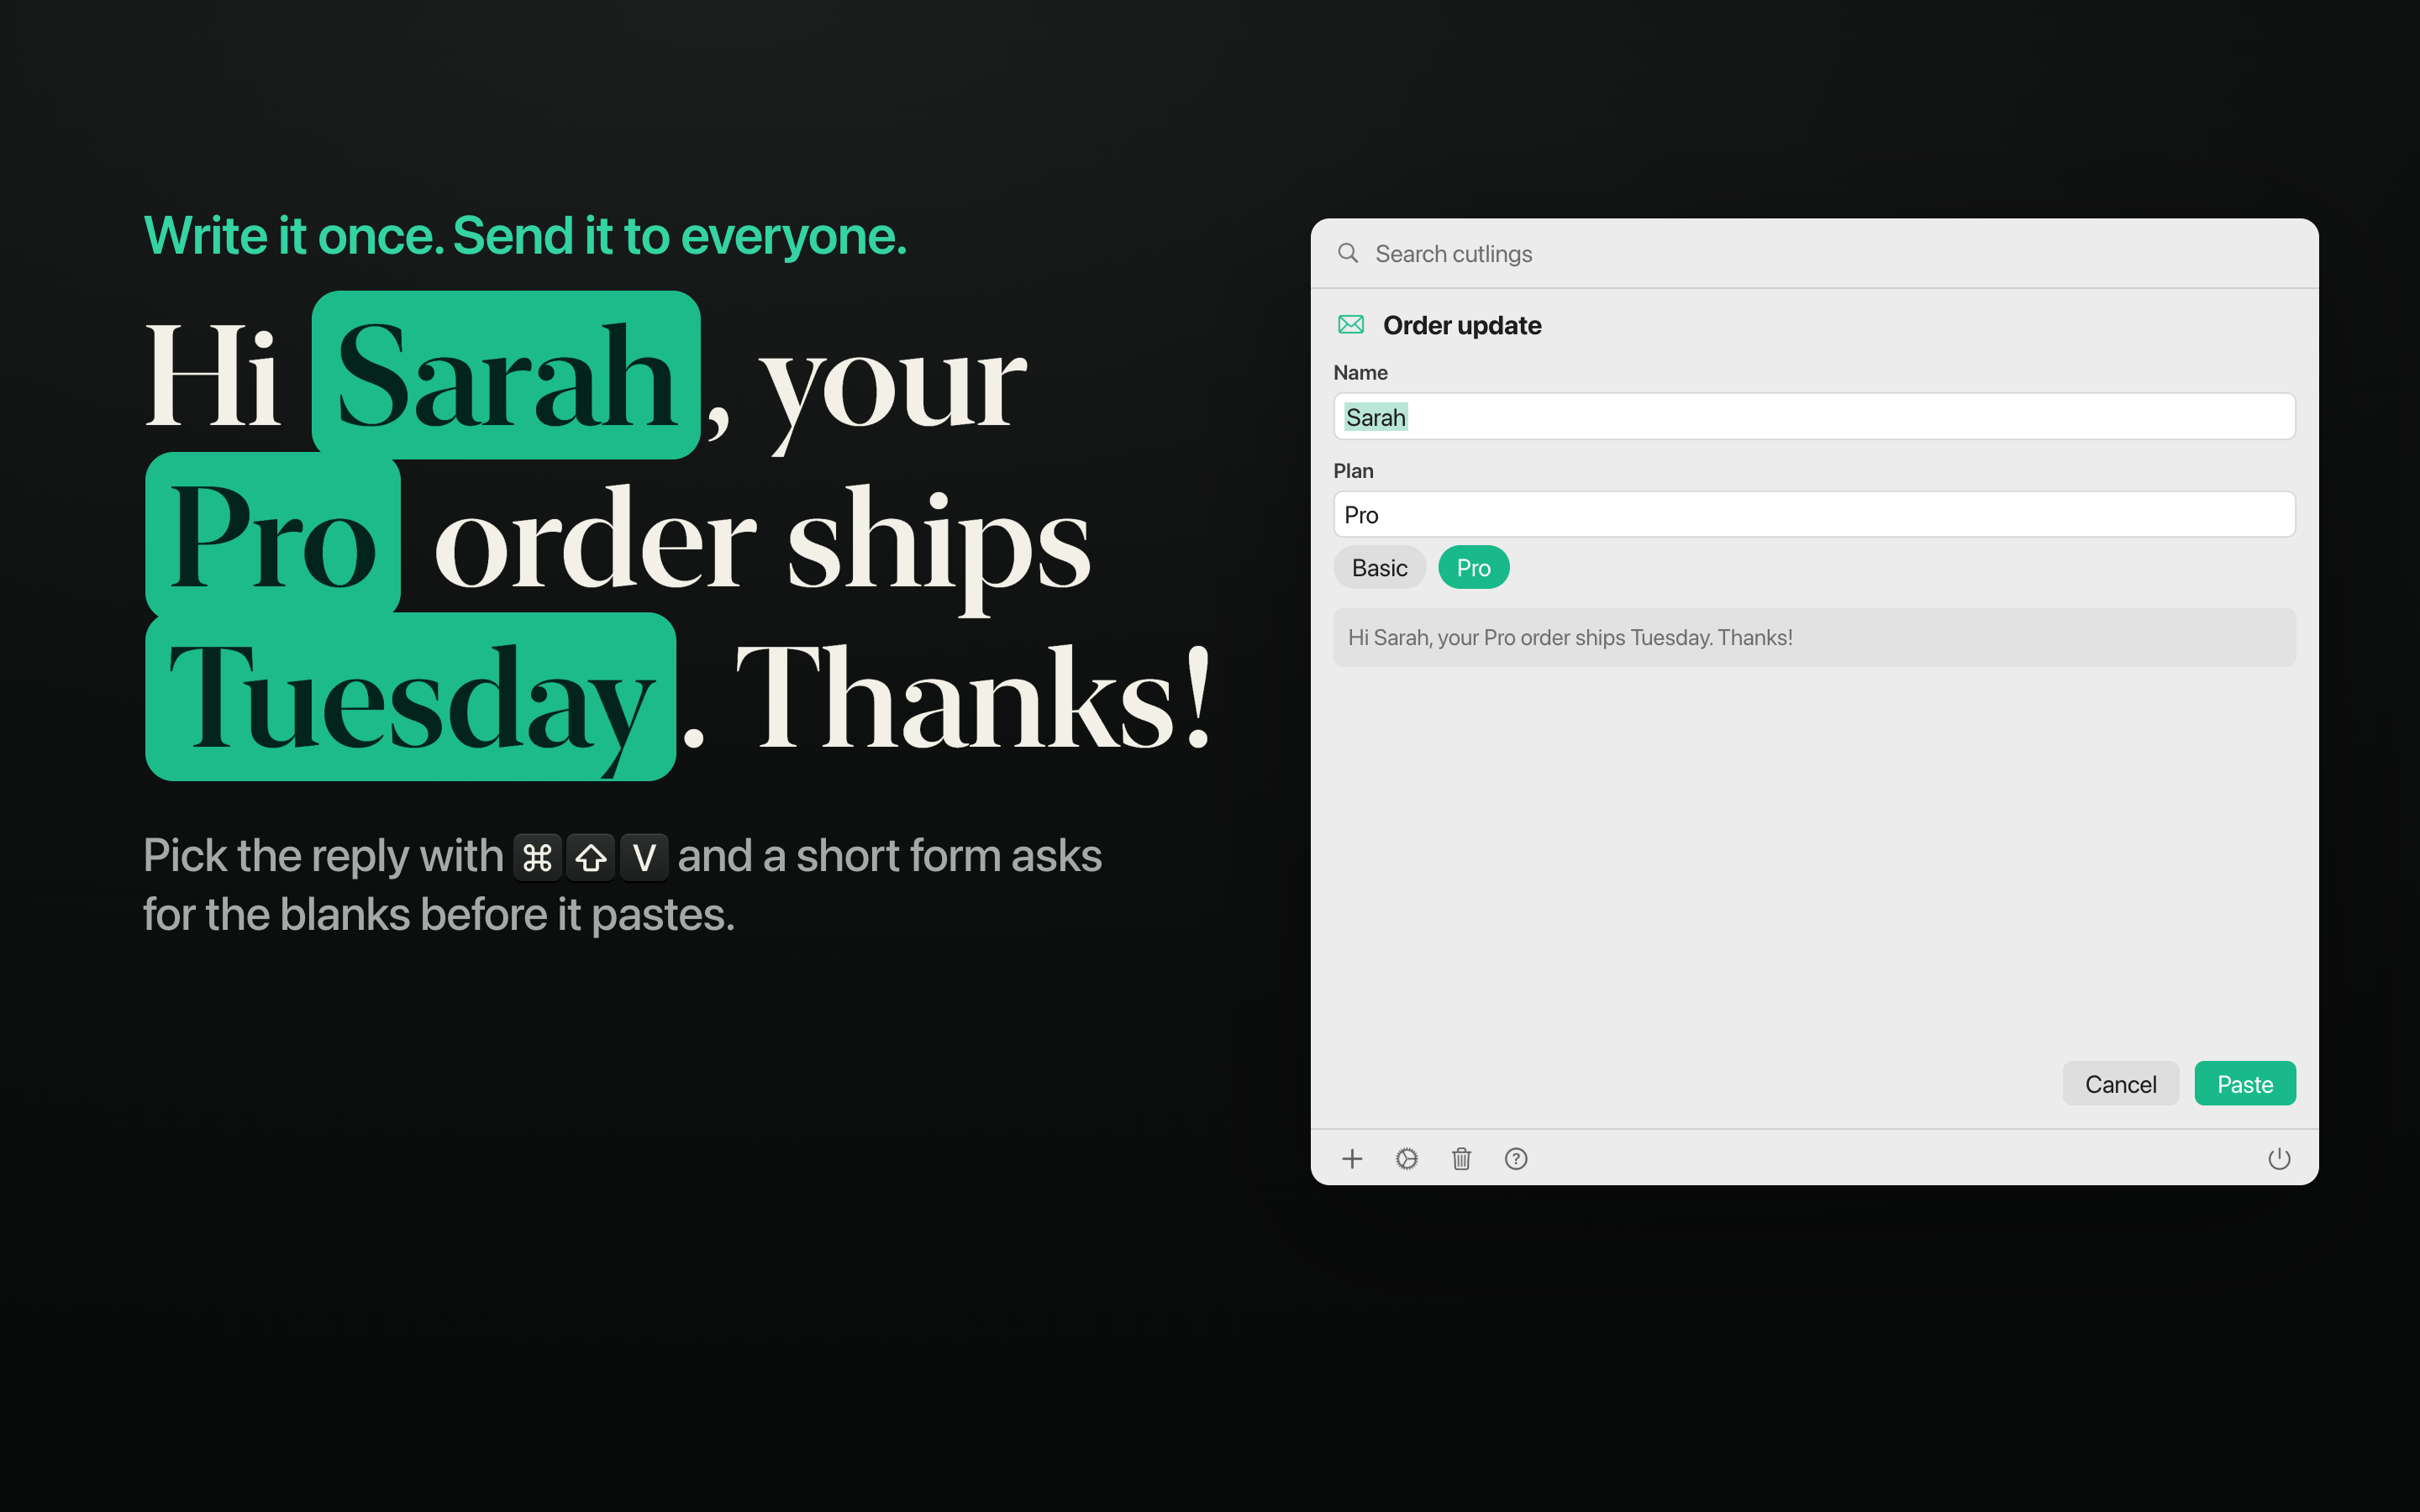 Write it once. Send it to everyone.
Hi Sarah, your
Pro order ships
Tuesday. Thanks!
Pick the reply with ⌘ ⇧ V and a short form asks
for the blanks before it pastes.
Search cutlings
Order update
Name
Sarah
Plan
Pro
Basic Pro
Hi Sarah, your Pro order ships Tuesday. Thanks!
Cancel Paste